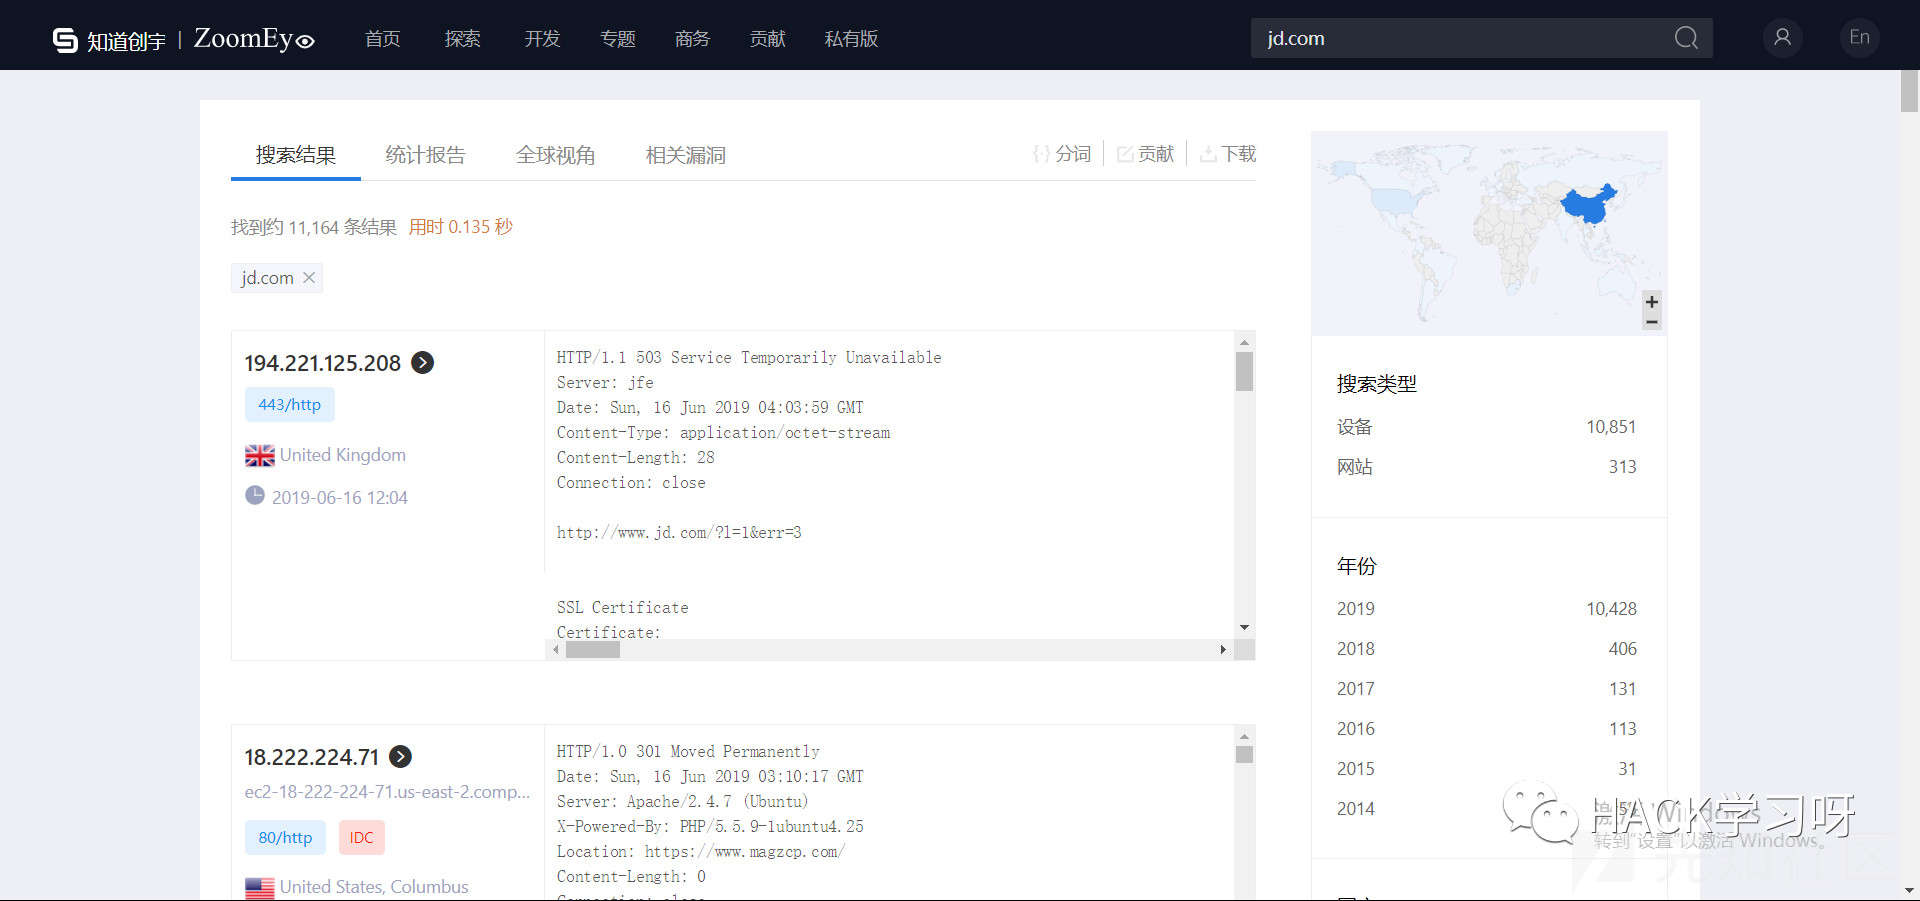 知道创宇 | ZoomEye 首页 探索 开发 专题 商务 贡献 私有版 jd.com En
搜索结果 统计报告 全球视角 相关漏洞 分词 贡献 下载
找到约 11,164 条结果 用时 0.135 秒
jd.com
194.221.125.208
443/http
United Kingdom
2019-06-16 12:04
HTTP/1.1 503 Service Temporarily Unavailable
Server: jfe
Date: Sun, 16 Jun 2019 04:03:59 GMT
Content-Type: application/octet-stream
Content-Length: 28
Connection: close
http://www.jd.com/?l=1&err=3
SSL Certificate
Certificate:
18.222.224.71
ec2-18-222-224-71.us-east-2.comp...
80/http IDC
United States, Columbus
HTTP/1.0 301 Moved Permanently
Date: Sun, 16 Jun 2019 03:10:17 GMT
Server: Apache/2.4.7 (Ubuntu)
X-Powered-By: PHP/5.5.9-1ubuntu4.25
Location: https://www.magzcp.com/
Content-Length: 0
Connection: close
+
−
搜索类型
设备 10,851
网站 313
年份
2019 10,428
2018 406
2017 131
2016 113
2015 31
2014
激活 Windows
转到"设置"以激活 Windows。
HACK学习呀
先知社区